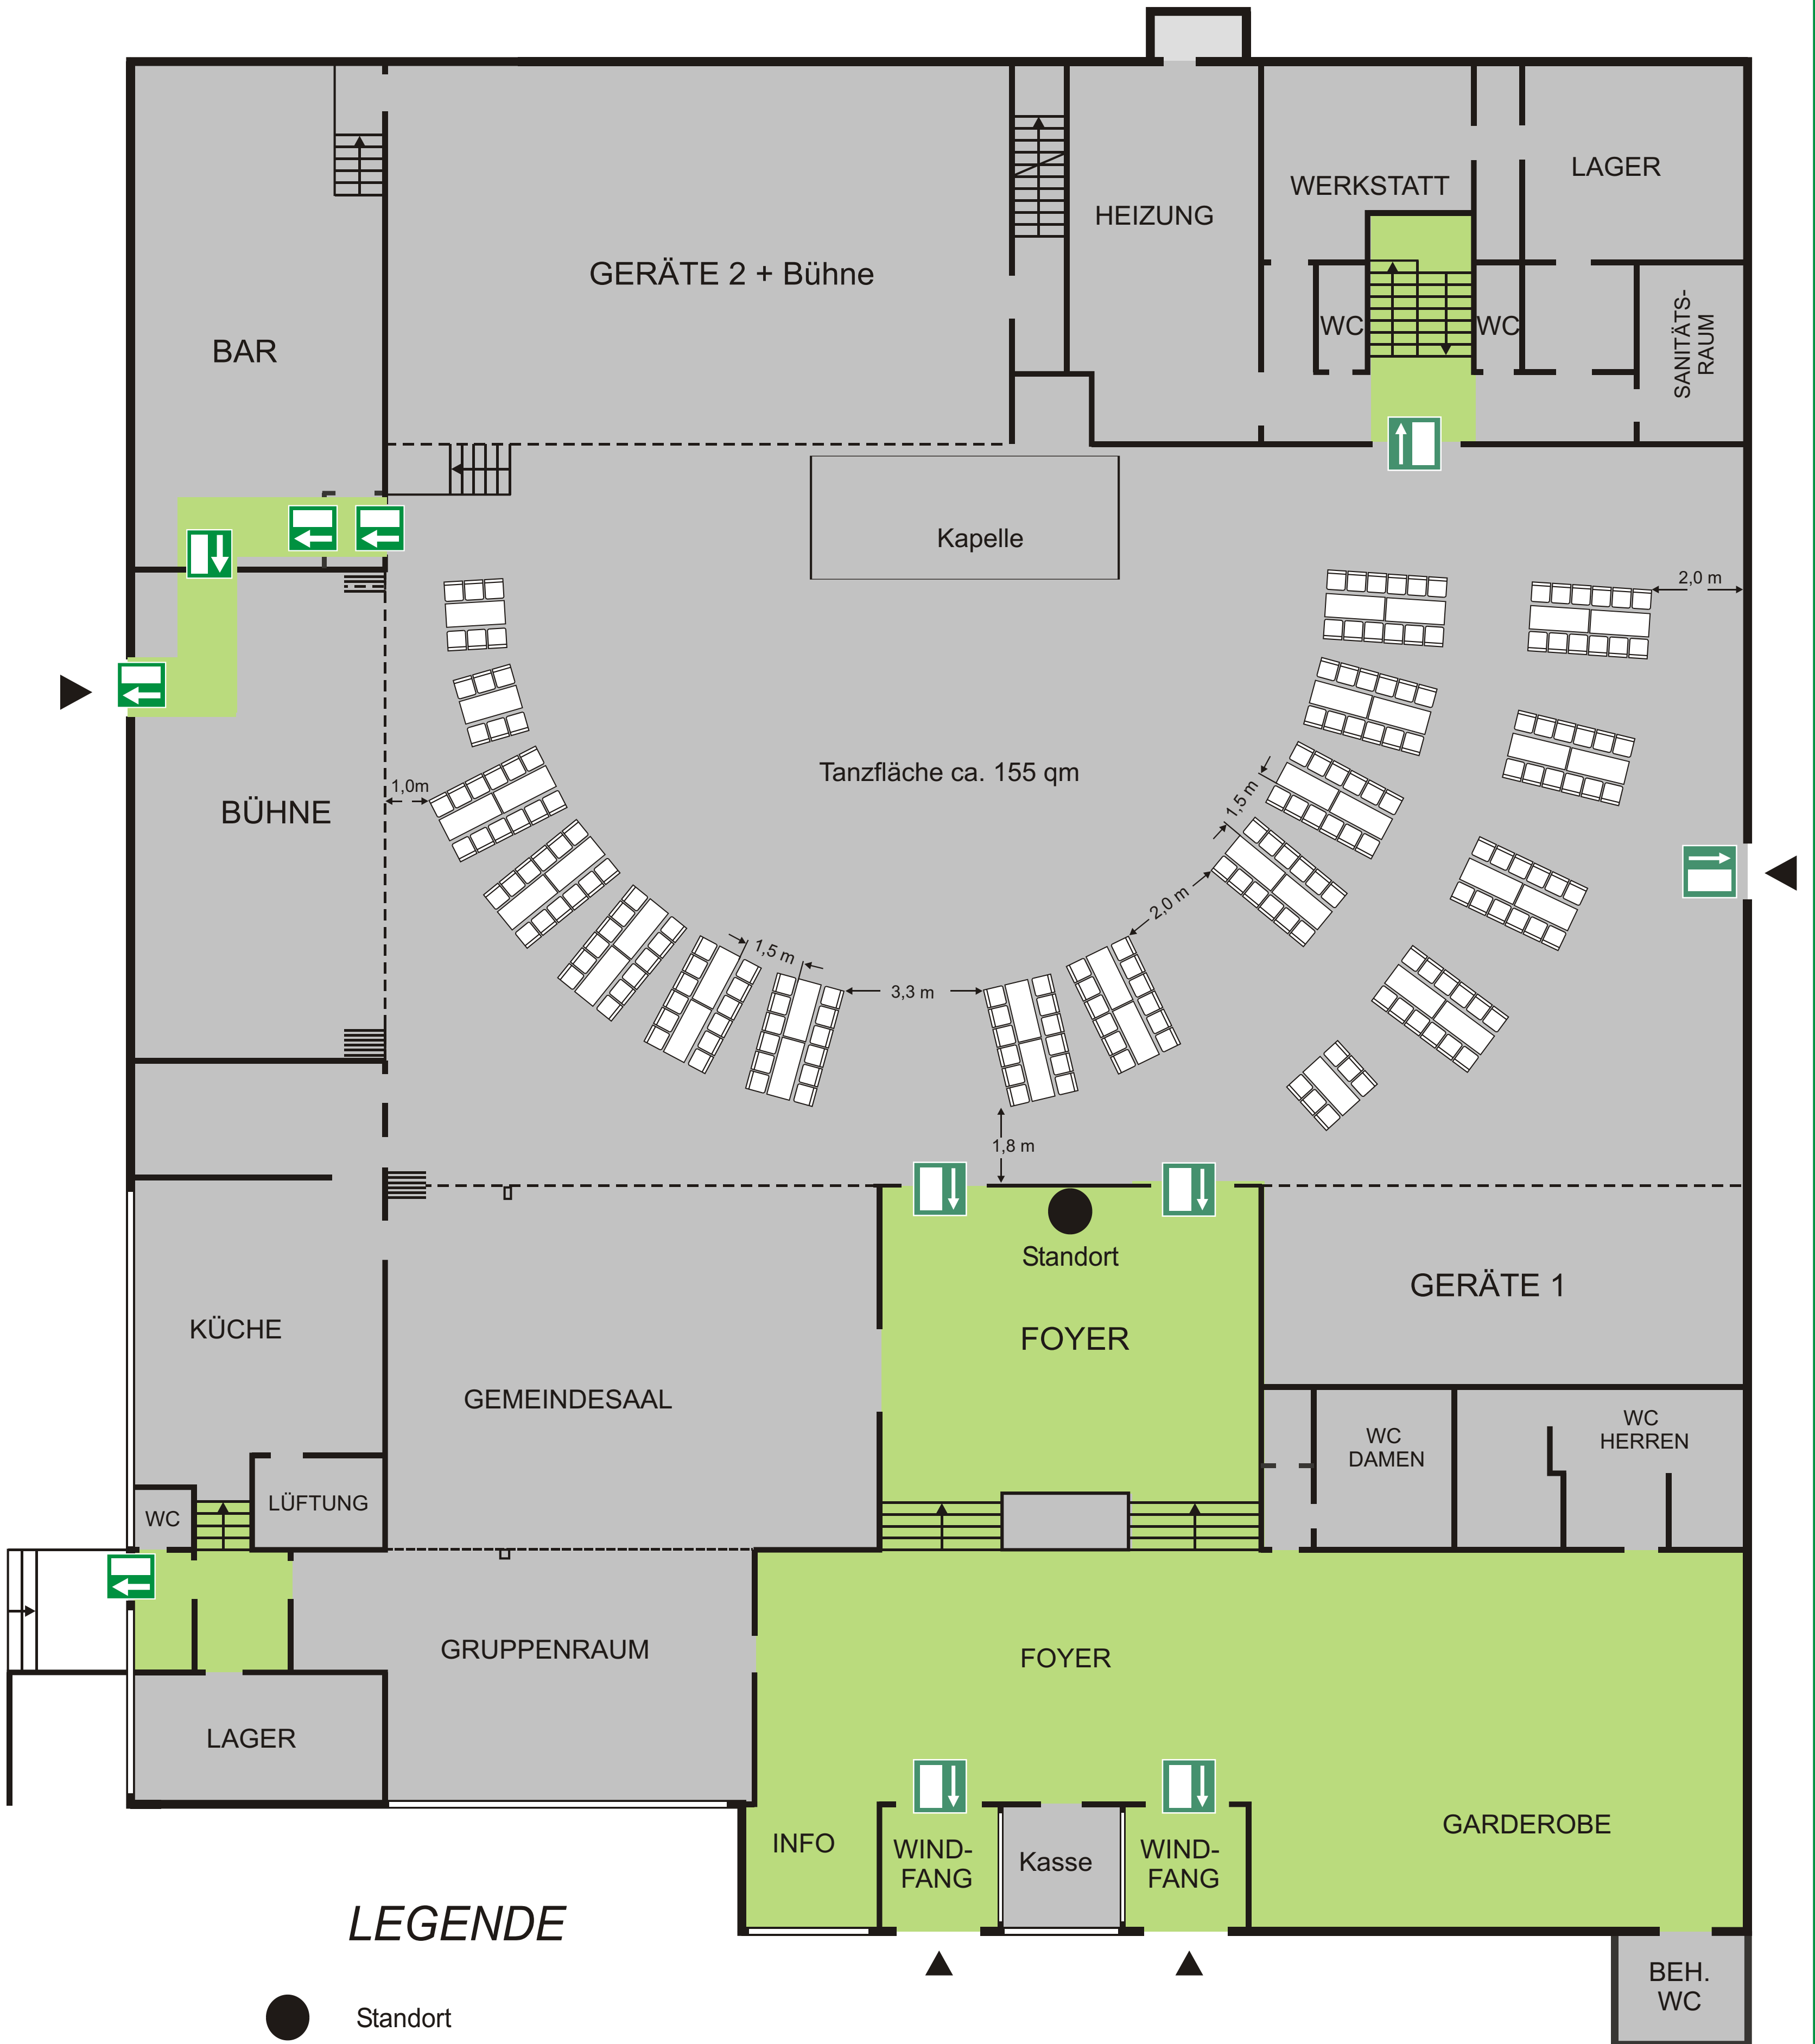 LAGER
WERKSTATT
HEIZUNG
GERÄTE 2 + Bühne
BAR
WC
WC
SANITÄTS-
RAUM
Kapelle
2,0 m
Tanzfläche ca. 155 qm
1,0m
BÜHNE
1,5 m
2,0 m
1,5 m
3,3 m
1,8 m
Standort
GERÄTE 1
KÜCHE
FOYER
GEMEINDESAAL
WC
HERREN
WC
DAMEN
LÜFTUNG
WC
GRUPPENRAUM
FOYER
LAGER
GARDEROBE
INFO
WIND-
FANG
Kasse
WIND-
FANG
LEGENDE
BEH.
WC
Standort